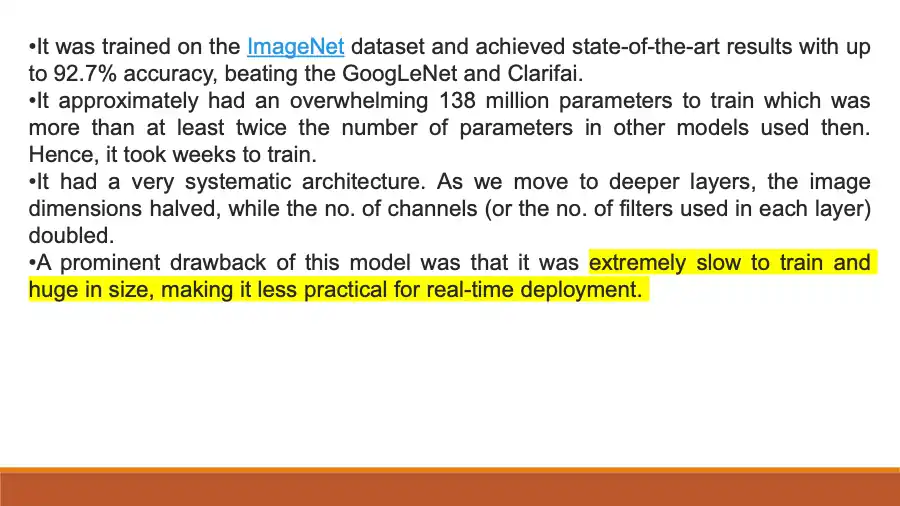 •It was trained on the ImageNet dataset and achieved state-of-the-art results with up
to 92.7% accuracy, beating the GoogLeNet and Clarifai.
•It approximately had an overwhelming 138 million parameters to train which was
more than at least twice the number of parameters in other models used then.
Hence, it took weeks to train.
•It had a very systematic architecture. As we move to deeper layers, the image
dimensions halved, while the no. of channels (or the no. of filters used in each layer)
doubled.
•A prominent drawback of this model was that it was extremely slow to train and
huge in size, making it less practical for real-time deployment.